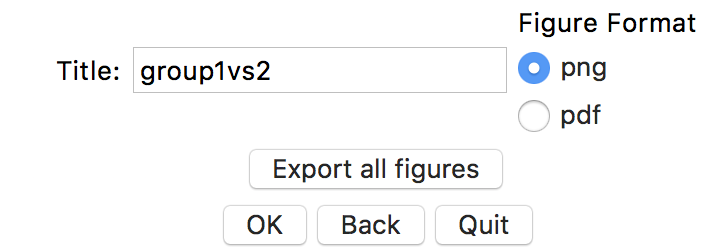 Figure Format
Title: group1vs2
png
pdf
Export all figures
OK Back Quit